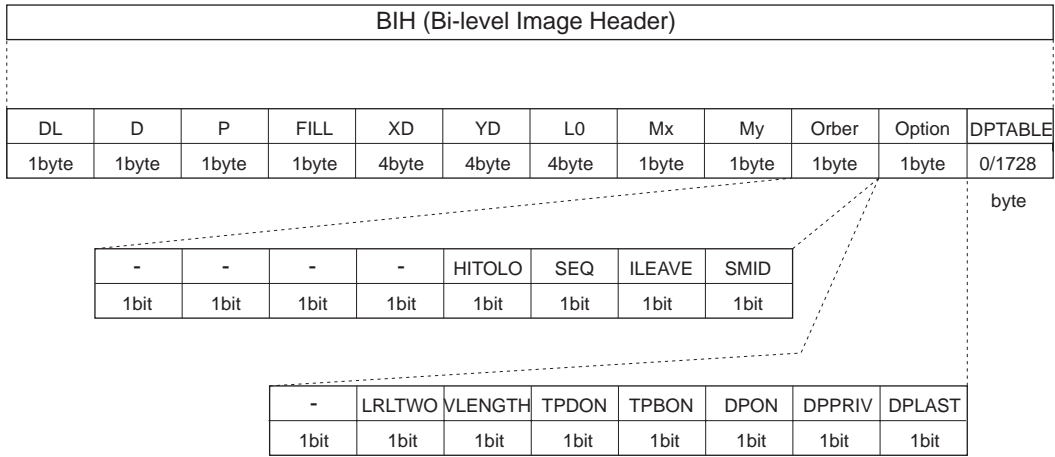 BIH (Bi-level Image Header)
DL D P FILL XD YD L0 Mx My Orber Option DPTABLE
1byte 1byte 1byte 1byte 4byte 4byte 4byte 1byte 1byte 1byte 1byte 0/1728
byte
- - - - HITOLO SEQ ILEAVE SMID
1bit 1bit 1bit 1bit 1bit 1bit 1bit 1bit
- LRLTWO VLENGTH TPDON TPBON DPON DPPRIV DPLAST
1bit 1bit 1bit 1bit 1bit 1bit 1bit 1bit